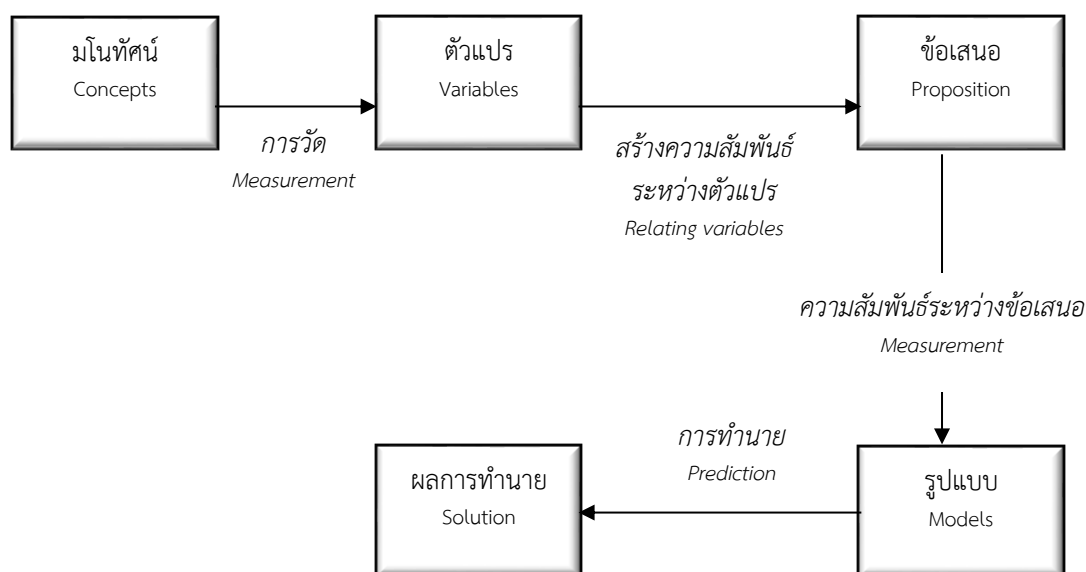 มโนทัศน์
Concepts
ตัวแปร
Variables
ข้อเสนอ
Proposition
การวัด
Measurement
สร้างความสัมพันธ์
ระหว่างตัวแปร
Relating variables
ความสัมพันธ์ระหว่างข้อเสนอ
Measurement
การทำนาย
Prediction
ผลการทำนาย
Solution
รูปแบบ
Models